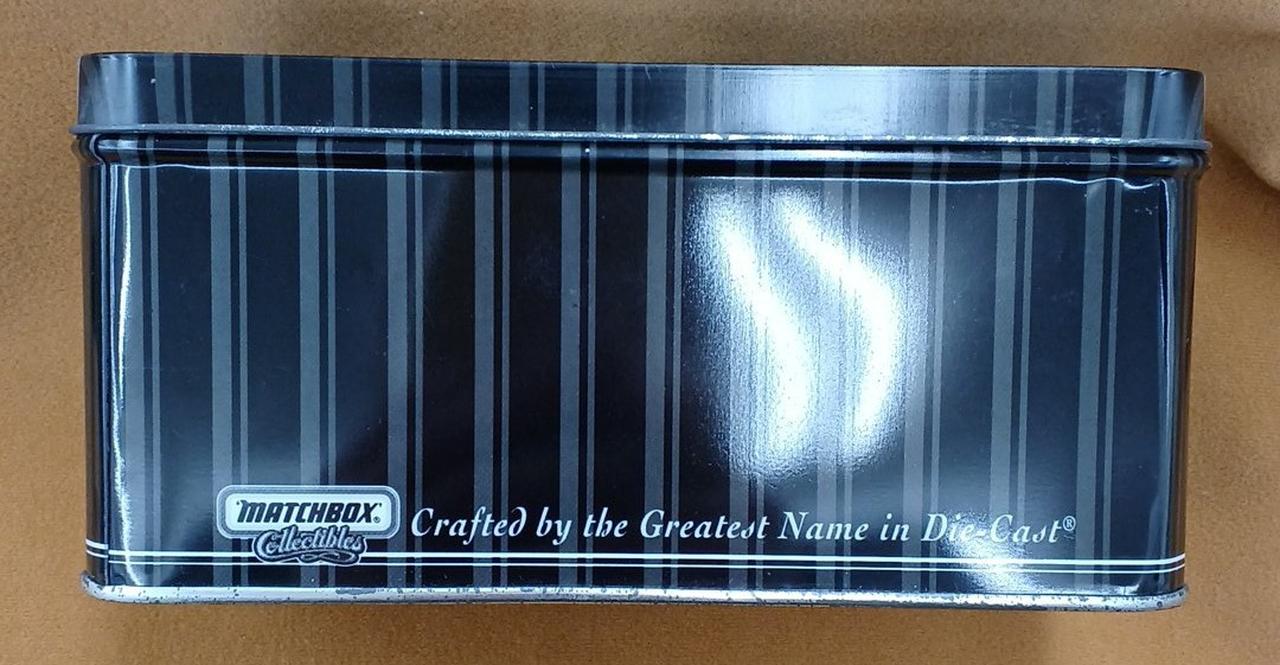 MATCHBOX®
Collectibles
Crafted by the Greatest Name in Die-Cast®